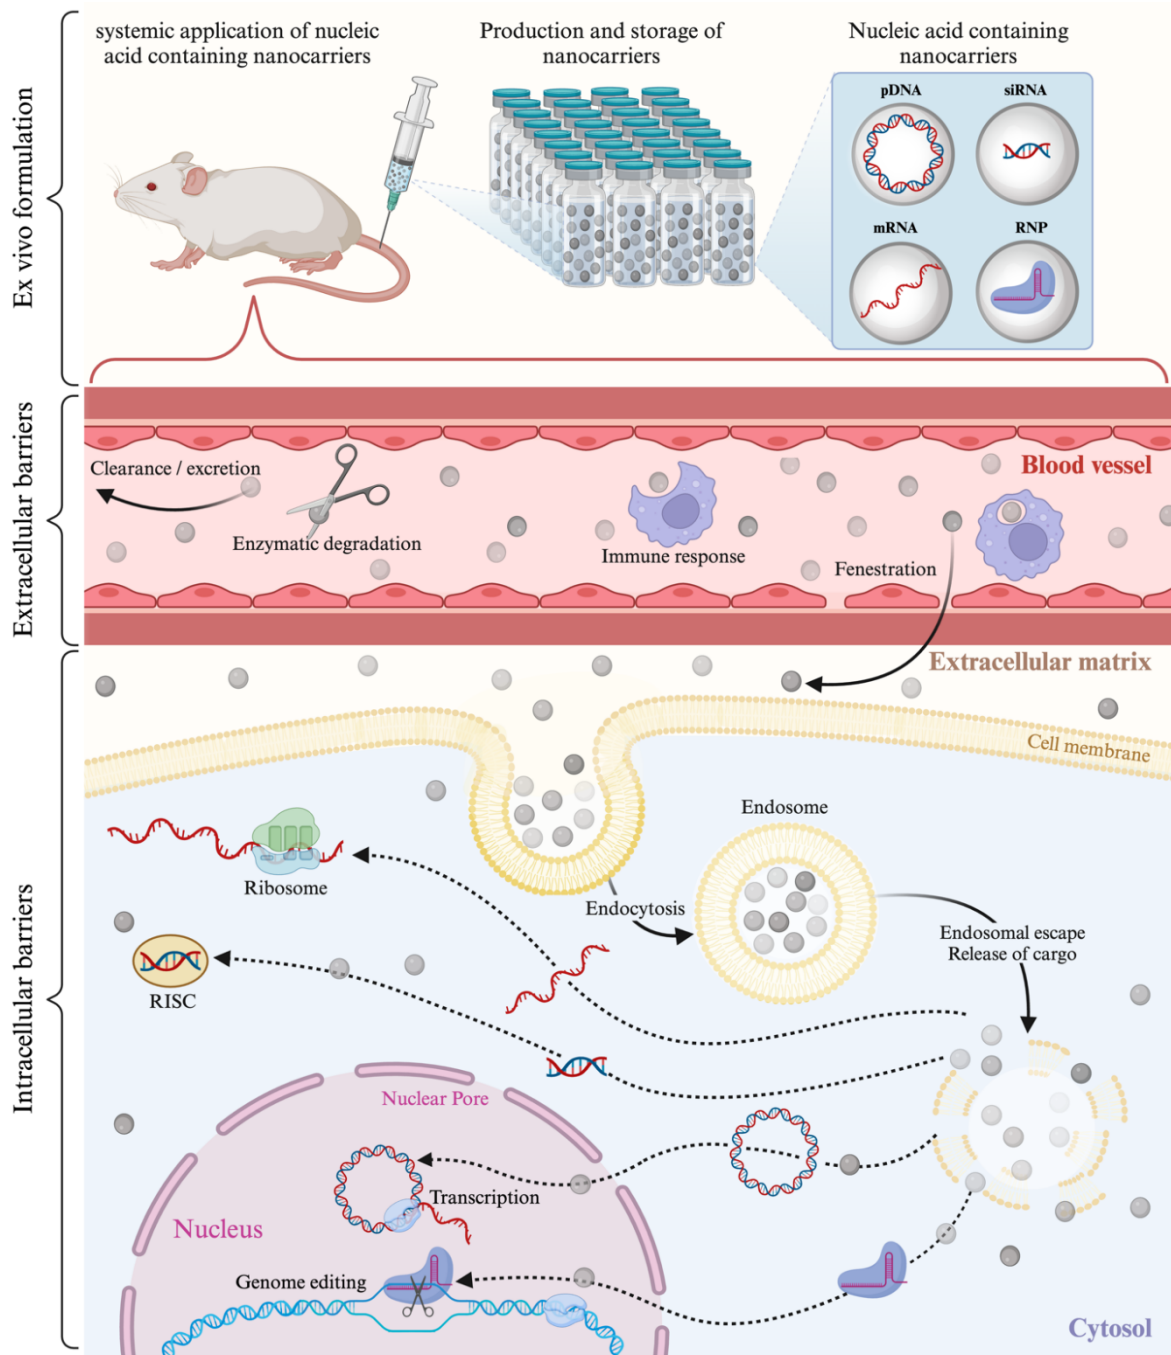 Ex vivo formulation
systemic application of nucleic
acid containing nanocarriers
Production and storage of
nanocarriers
Nucleic acid containing
nanocarriers
pDNA
siRNA
mRNA
RNP
Extracellular barriers
Clearance / excretion
Enzymatic degradation
Immune response
Blood vessel
Fenestration
Extracellular matrix
Intracellular barriers
Cell membrane
Endosome
Ribosome
Endocytosis
Endosomal escape
Release of cargo
RISC
Nuclear Pore
Transcription
Nucleus
Genome editing
Cytosol